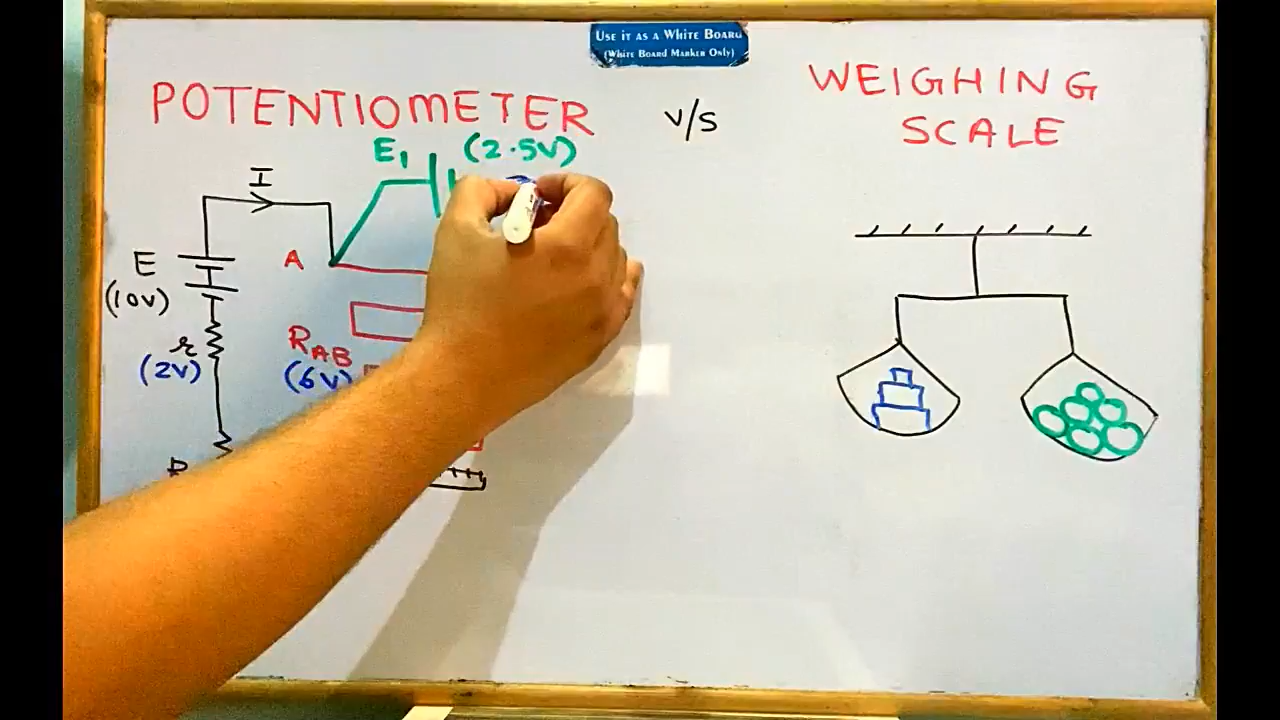 USE IT AS A WHITE BOARD
(WHITE BOARD MARKER ONLY)
POTENTIOMETER
v/s
WEIGHING
SCALE
E1 (2.5V)
I
A
E
(10V)
r
(2V)
RAB
(6V)